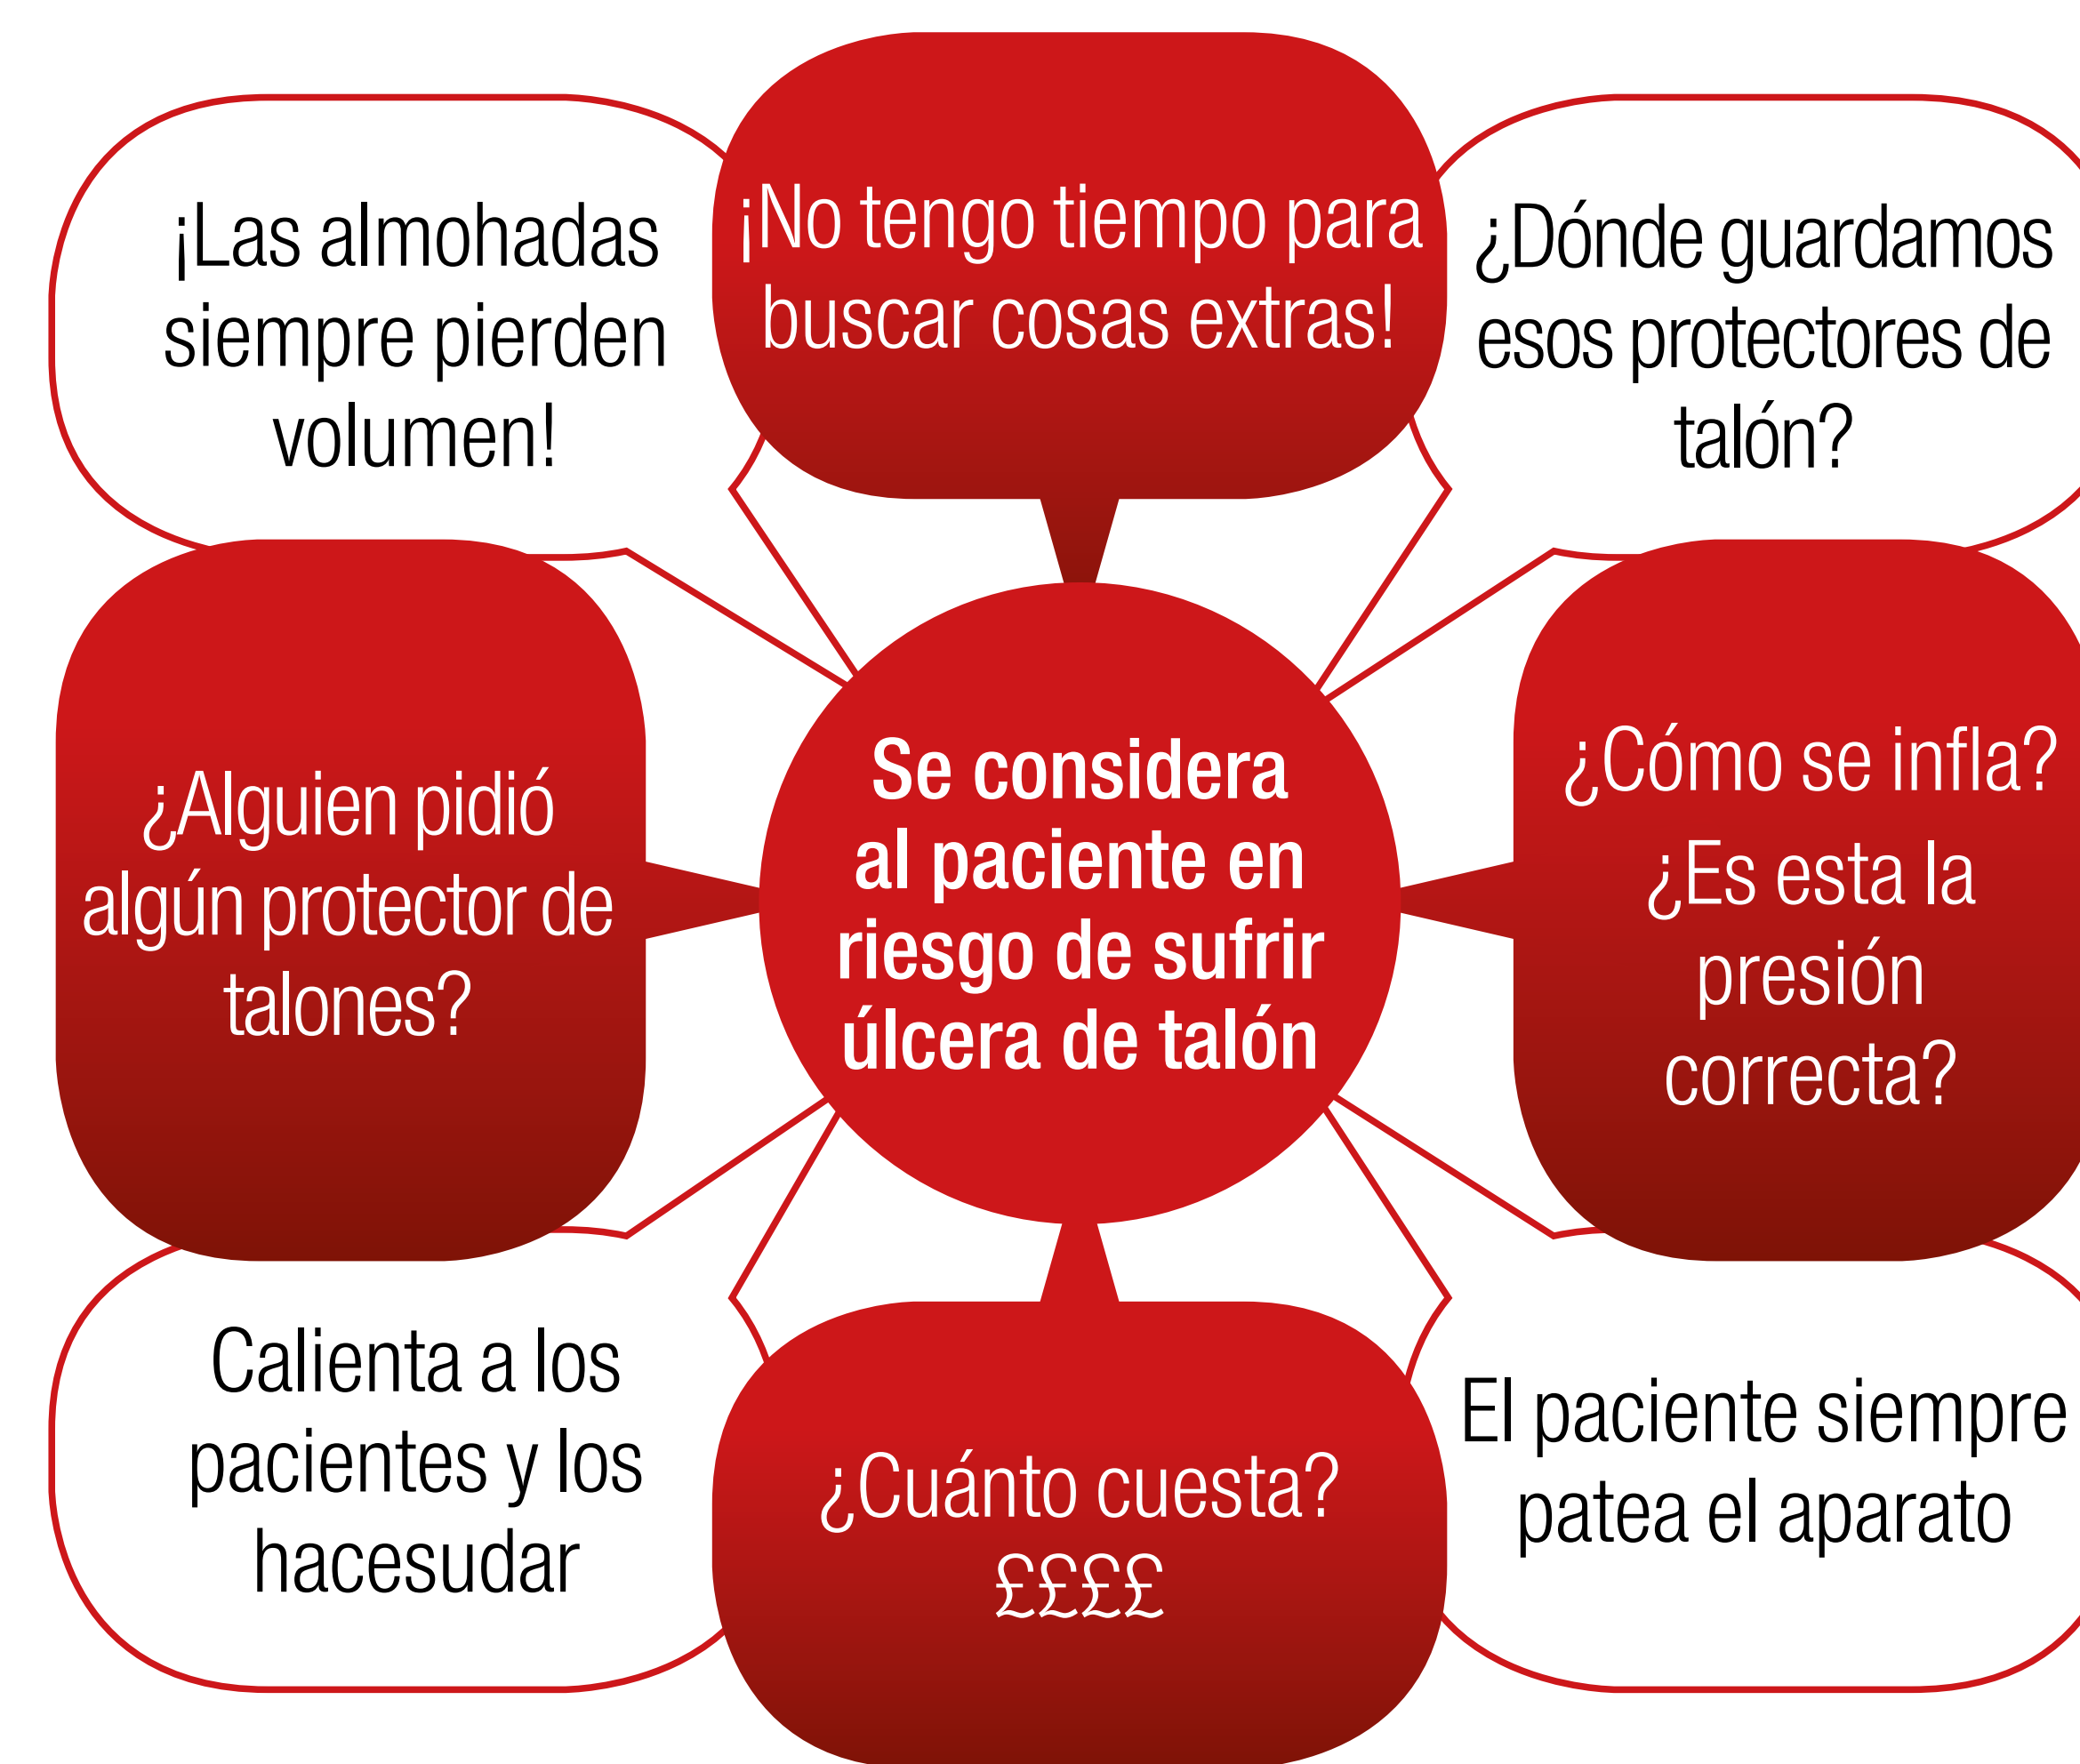 ¡Las almohadas
siempre pierden
volumen!
¡No tengo tiempo para
buscar cosas extras!
¿Dónde guardamos
esos protectores de
talón?
¿Alguien pidió
algún protector de
talones?
Se considera
al paciente en
riesgo de sufrir
úlcera de talón
¿Cómo se infla?
¿Es esta la
presión
correcta?
Calienta a los
pacientes y los
hacesudar
¿Cuánto cuesta?
££££
El paciente siempre
patea el aparato